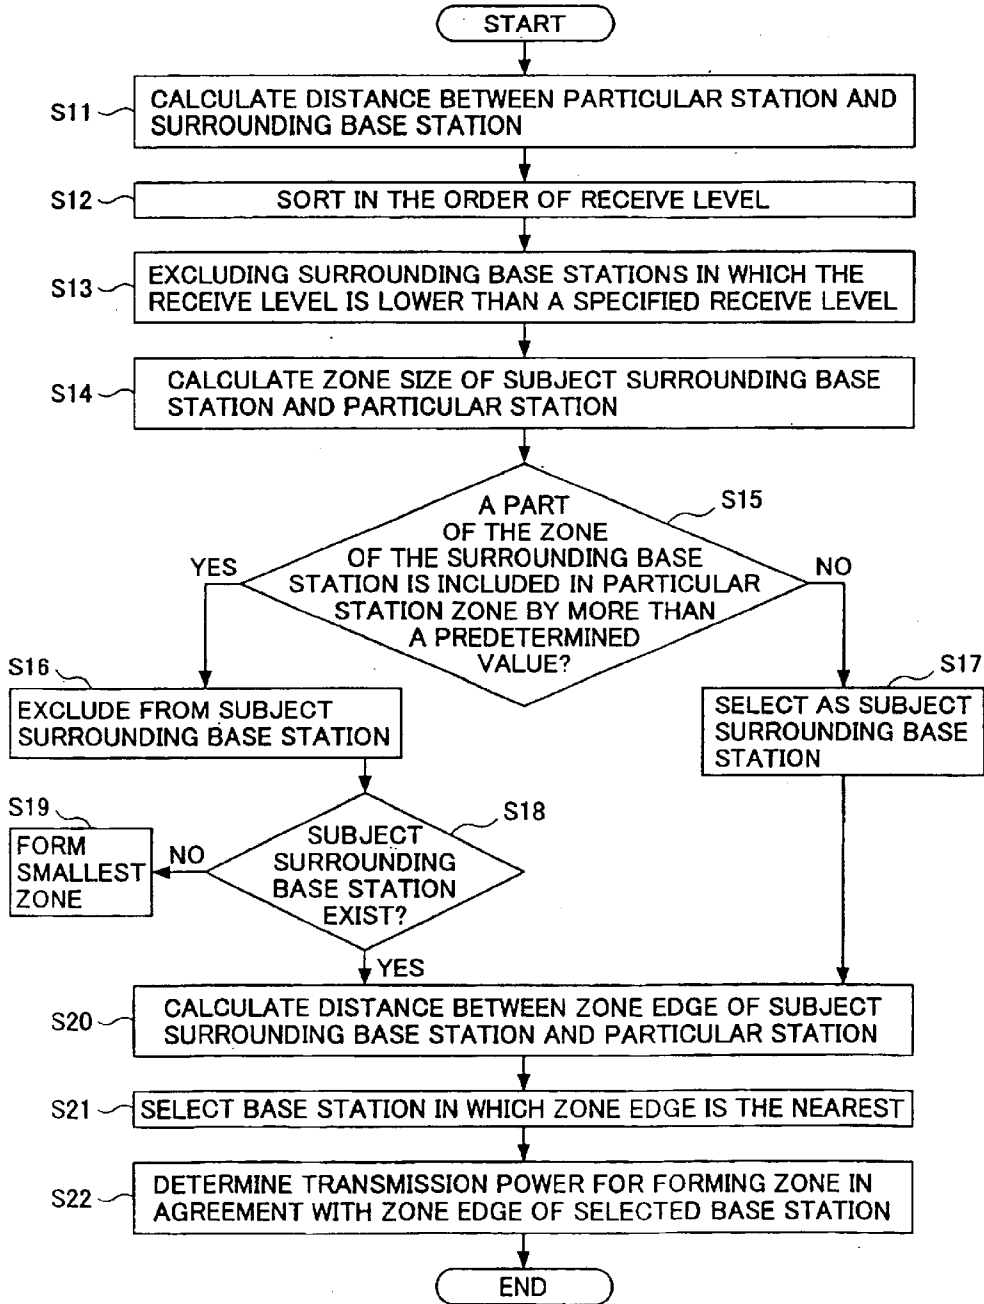 START
S11
CALCULATE DISTANCE BETWEEN PARTICULAR STATION AND
SURROUNDING BASE STATION
S12
SORT IN THE ORDER OF RECEIVE LEVEL
S13
EXCLUDING SURROUNDING BASE STATIONS IN WHICH THE
RECEIVE LEVEL IS LOWER THAN A SPECIFIED RECEIVE LEVEL
S14
CALCULATE ZONE SIZE OF SUBJECT SURROUNDING BASE
STATION AND PARTICULAR STATION
S15
A PART
OF THE ZONE
OF THE SURROUNDING BASE
STATION IS INCLUDED IN PARTICULAR
STATION ZONE BY MORE THAN
A PREDETERMINED
VALUE?
YES
NO
S16
EXCLUDE FROM SUBJECT
SURROUNDING BASE STATION
S17
SELECT AS SUBJECT
SURROUNDING BASE
STATION
S18
SUBJECT
SURROUNDING
BASE STATION
EXIST?
NO
YES
S19
FORM
SMALLEST
ZONE
S20
CALCULATE DISTANCE BETWEEN ZONE EDGE OF SUBJECT
SURROUNDING BASE STATION AND PARTICULAR STATION
S21
SELECT BASE STATION IN WHICH ZONE EDGE IS THE NEAREST
S22
DETERMINE TRANSMISSION POWER FOR FORMING ZONE IN
AGREEMENT WITH ZONE EDGE OF SELECTED BASE STATION
END